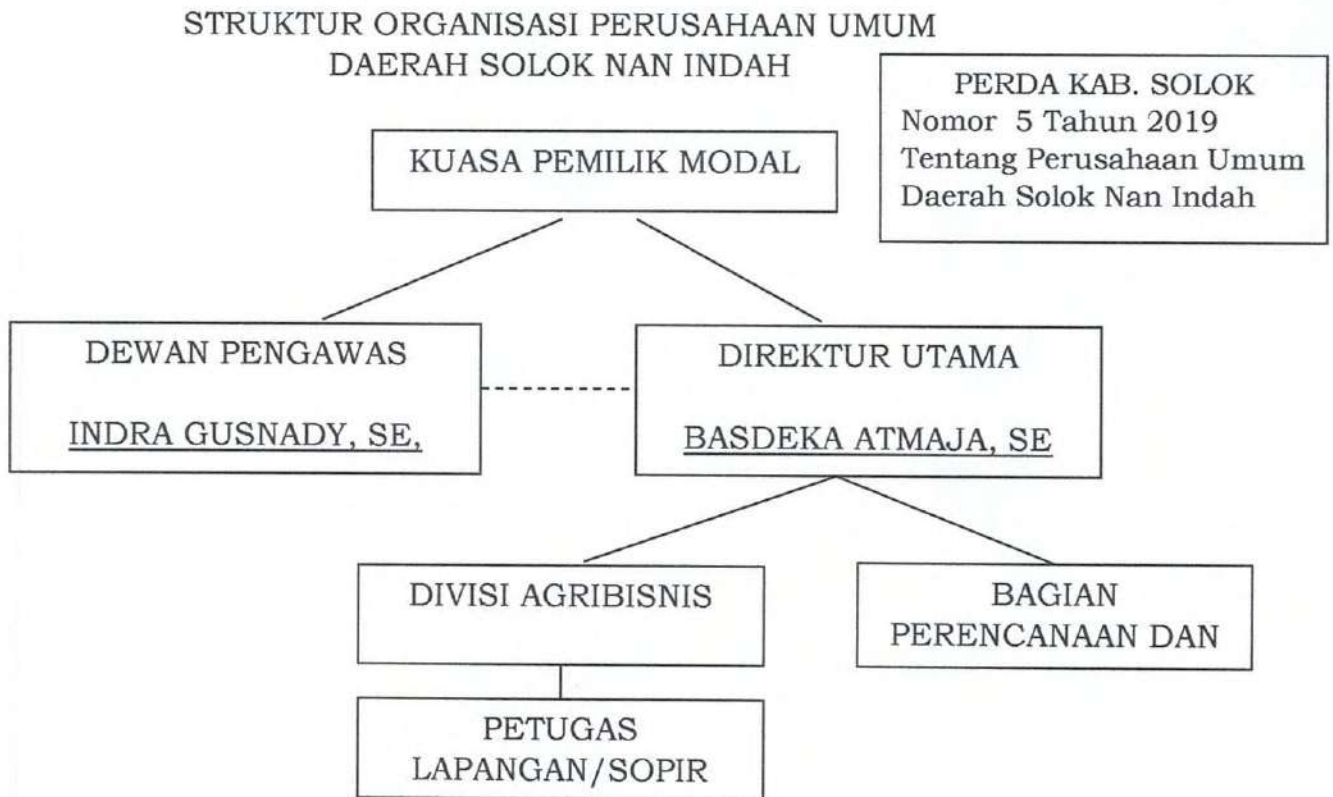 STRUKTUR ORGANISASI PERUSAHAAN UMUM
DAERAH SOLOK NAN INDAH
PERDA KAB. SOLOK
Nomor 5 Tahun 2019
Tentang Perusahaan Umum
Daerah Solok Nan Indah
KUASA PEMILIK MODAL
DEWAN PENGAWAS
INDRA GUSNADY, SE,
DIREKTUR UTAMA
BASDEKA ATMAJA, SE
DIVISI AGRIBISNIS
BAGIAN
PERENCANAAN DAN
PETUGAS
LAPANGAN/SOPIR